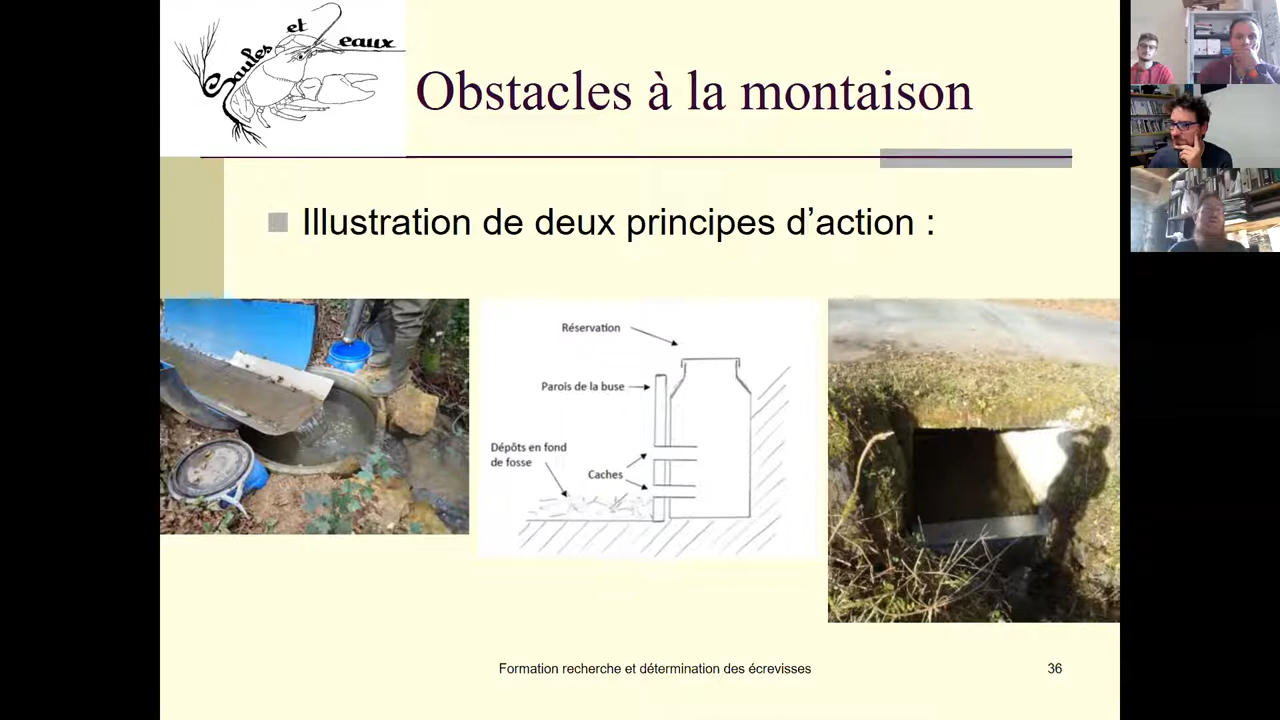 Saules et eaux
Obstacles à la montaison
Illustration de deux principes d’action :
Réservation
Parois de la buse
Dépôts en fond
de fosse
Caches
Formation recherche et détermination des écrevisses
36